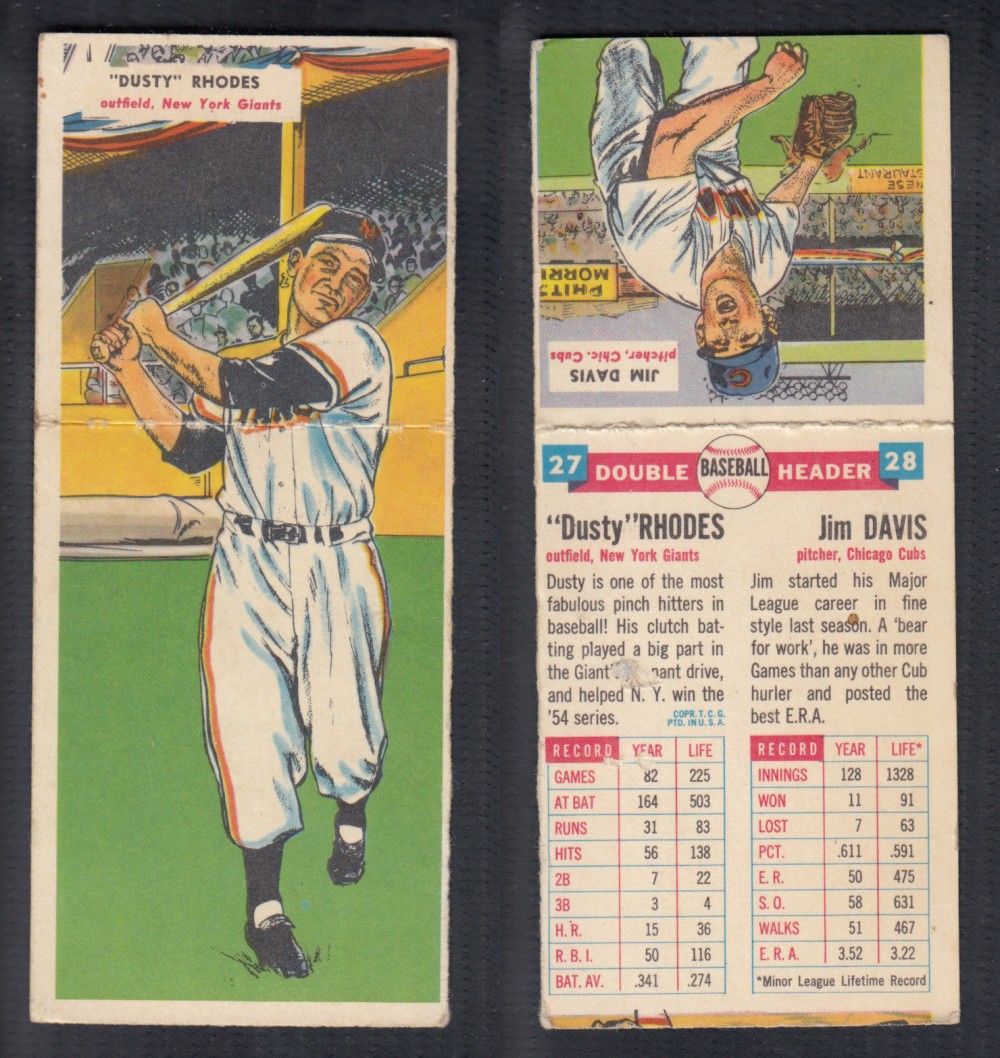 "DUSTY" RHODES
outfield, New York Giants
NESE
STAURANT
PHIT
MORRI
JIM DAVIS
pitcher, Chic. Cubs
27 DOUBLE BASEBALL HEADER 28
"Dusty" RHODES
outfield, New York Giants
Dusty is one of the most
fabulous pinch hitters in
baseball! His clutch bat-
ting played a big part in
the Giant' nant drive,
and helped N. Y. win the
'54 series.
COPR. T. C. G.
PTD. IN U. S. A.
RECORD YEAR LIFE
GAMES 82 225
AT BAT 164 503
RUNS 31 83
HITS 56 138
2B 7 22
3B 3 4
H.R. 15 36
R.B.I. 50 116
BAT. AV. .341 .274
Jim DAVIS
pitcher, Chicago Cubs
Jim started his Major
League career in fine
style last season. A 'bear
for work', he was in more
Games than any other Cub
hurler and posted the
best E.R.A.
RECORD YEAR LIFE*
INNINGS 128 1328
WON 11 91
LOST 7 63
PCT. .611 .591
E. R. 50 475
S. O. 58 631
WALKS 51 467
E. R. A. 3.52 3.22
*Minor League Lifetime Record